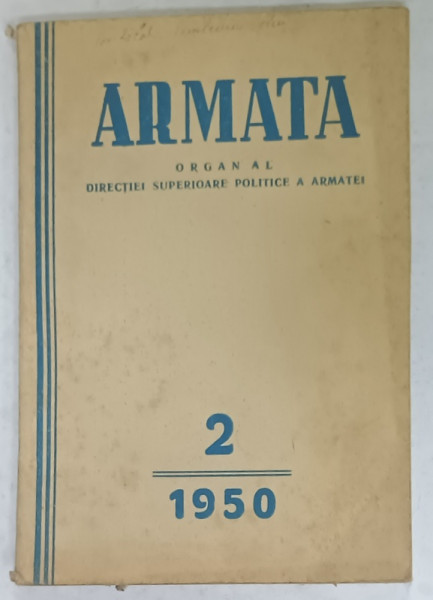 ARMATA
ORGAN AL
DIRECȚIEI SUPERIOARE POLITICE A ARMATEI
2
1950